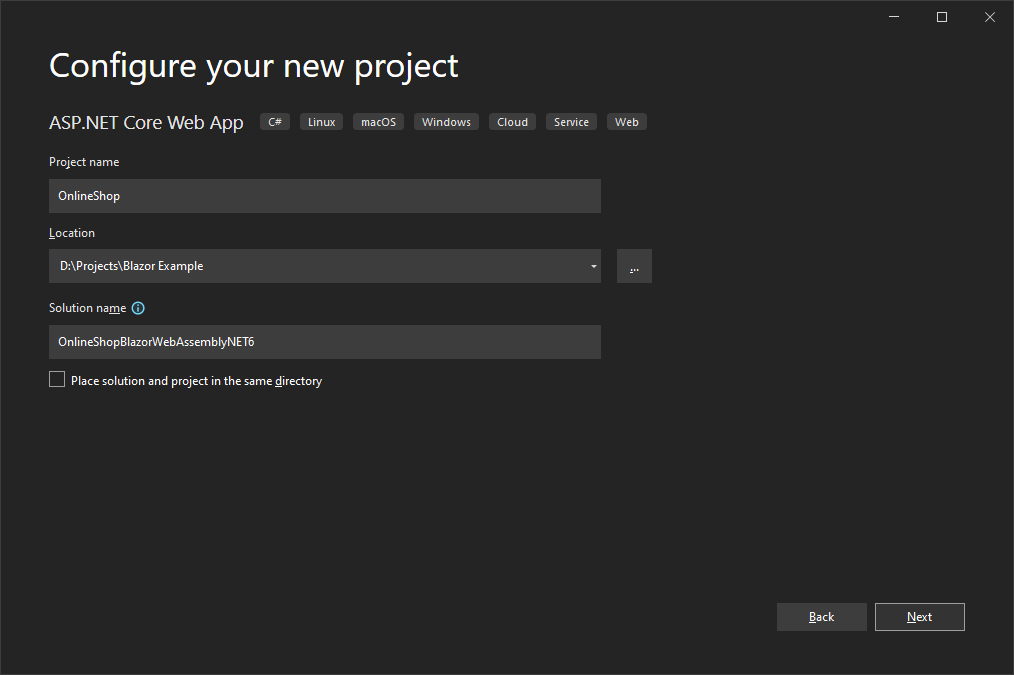 Configure your new project
ASP.NET Core Web App C# Linux macOS Windows Cloud Service Web
Project name
OnlineShop
Location
D:\Projects\Blazor Example
...
Solution name
OnlineShopBlazorWebAssemblyNET6
Place solution and project in the same directory
Back Next